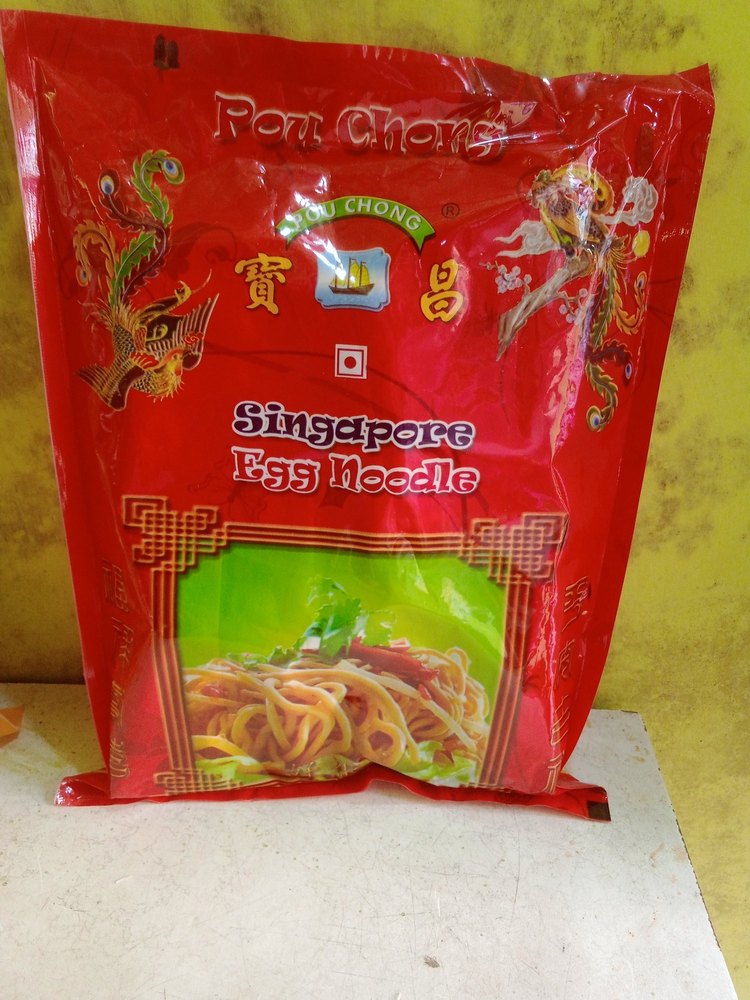 Pou Chong
POU CHONG ®
寶 昌
Singapore
Egg Noodle